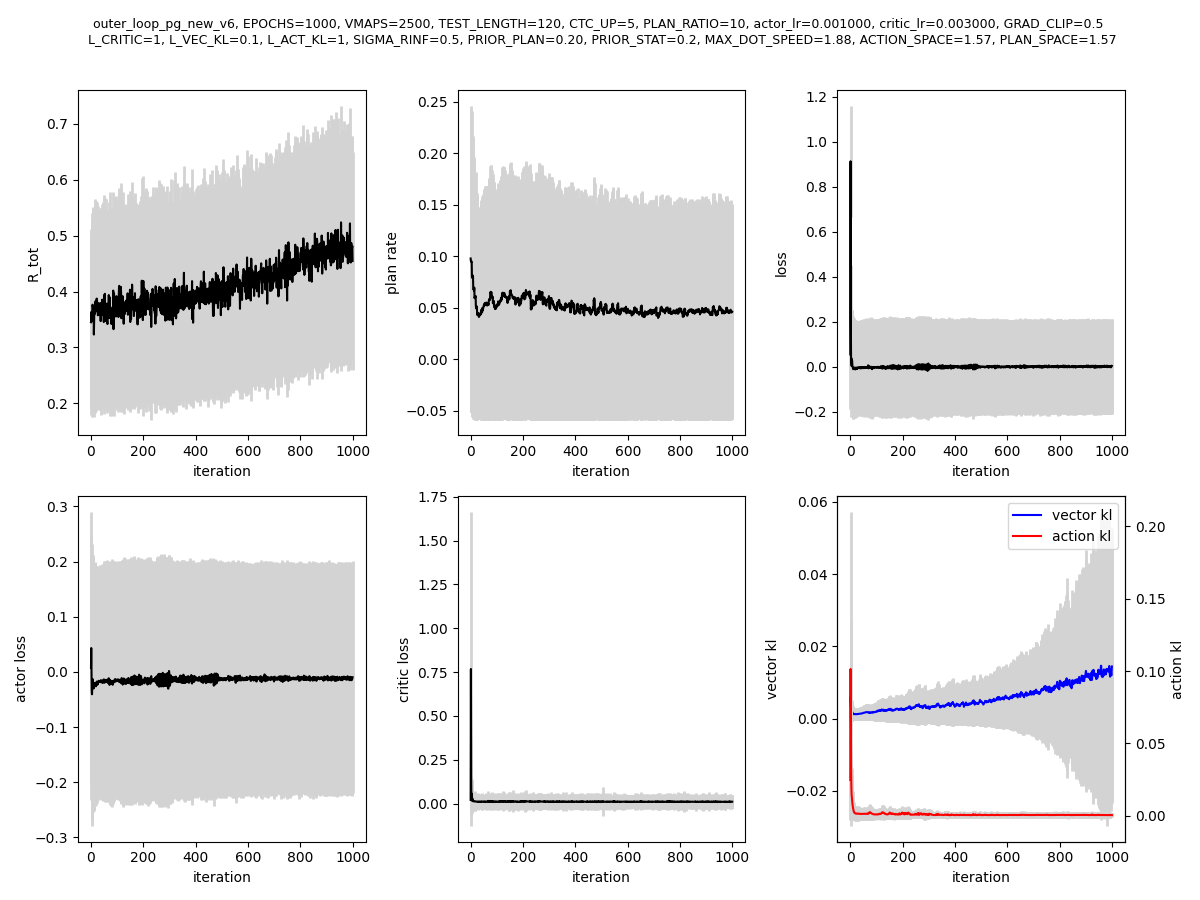 outer_loop_pg_new_v6, EPOCHS=1000, VMAPS=2500, TEST_LENGTH=120, CTC_UP=5, PLAN_RATIO=10, actor_lr=0.001000, critic_lr=0.003000, GRAD_CLIP=0.5
L_CRITIC=1, L_VEC_KL=0.1, L_ACT_KL=1, SIGMA_RINF=0.5, PRIOR_PLAN=0.20, PRIOR_STAT=0.2, MAX_DOT_SPEED=1.88, ACTION_SPACE=1.57, PLAN_SPACE=1.57
R_tot
0.7
0.6
0.5
0.4
0.3
0.2
0 200 400 600 800 1000
iteration
plan rate
0.25
0.20
0.15
0.10
0.05
0.00
−0.05
0 200 400 600 800 1000
iteration
loss
1.2
1.0
0.8
0.6
0.4
0.2
0.0
−0.2
0 200 400 600 800 1000
iteration
actor loss
0.3
0.2
0.1
0.0
−0.1
−0.2
−0.3
0 200 400 600 800 1000
iteration
critic loss
1.75
1.50
1.25
1.00
0.75
0.50
0.25
0.00
0 200 400 600 800 1000
iteration
vector kl
0.06
0.04
0.02
0.00
−0.02
vector kl
action kl
0.20
0.15
0.10
0.05
0.00
action kl
0 200 400 600 800 1000
iteration